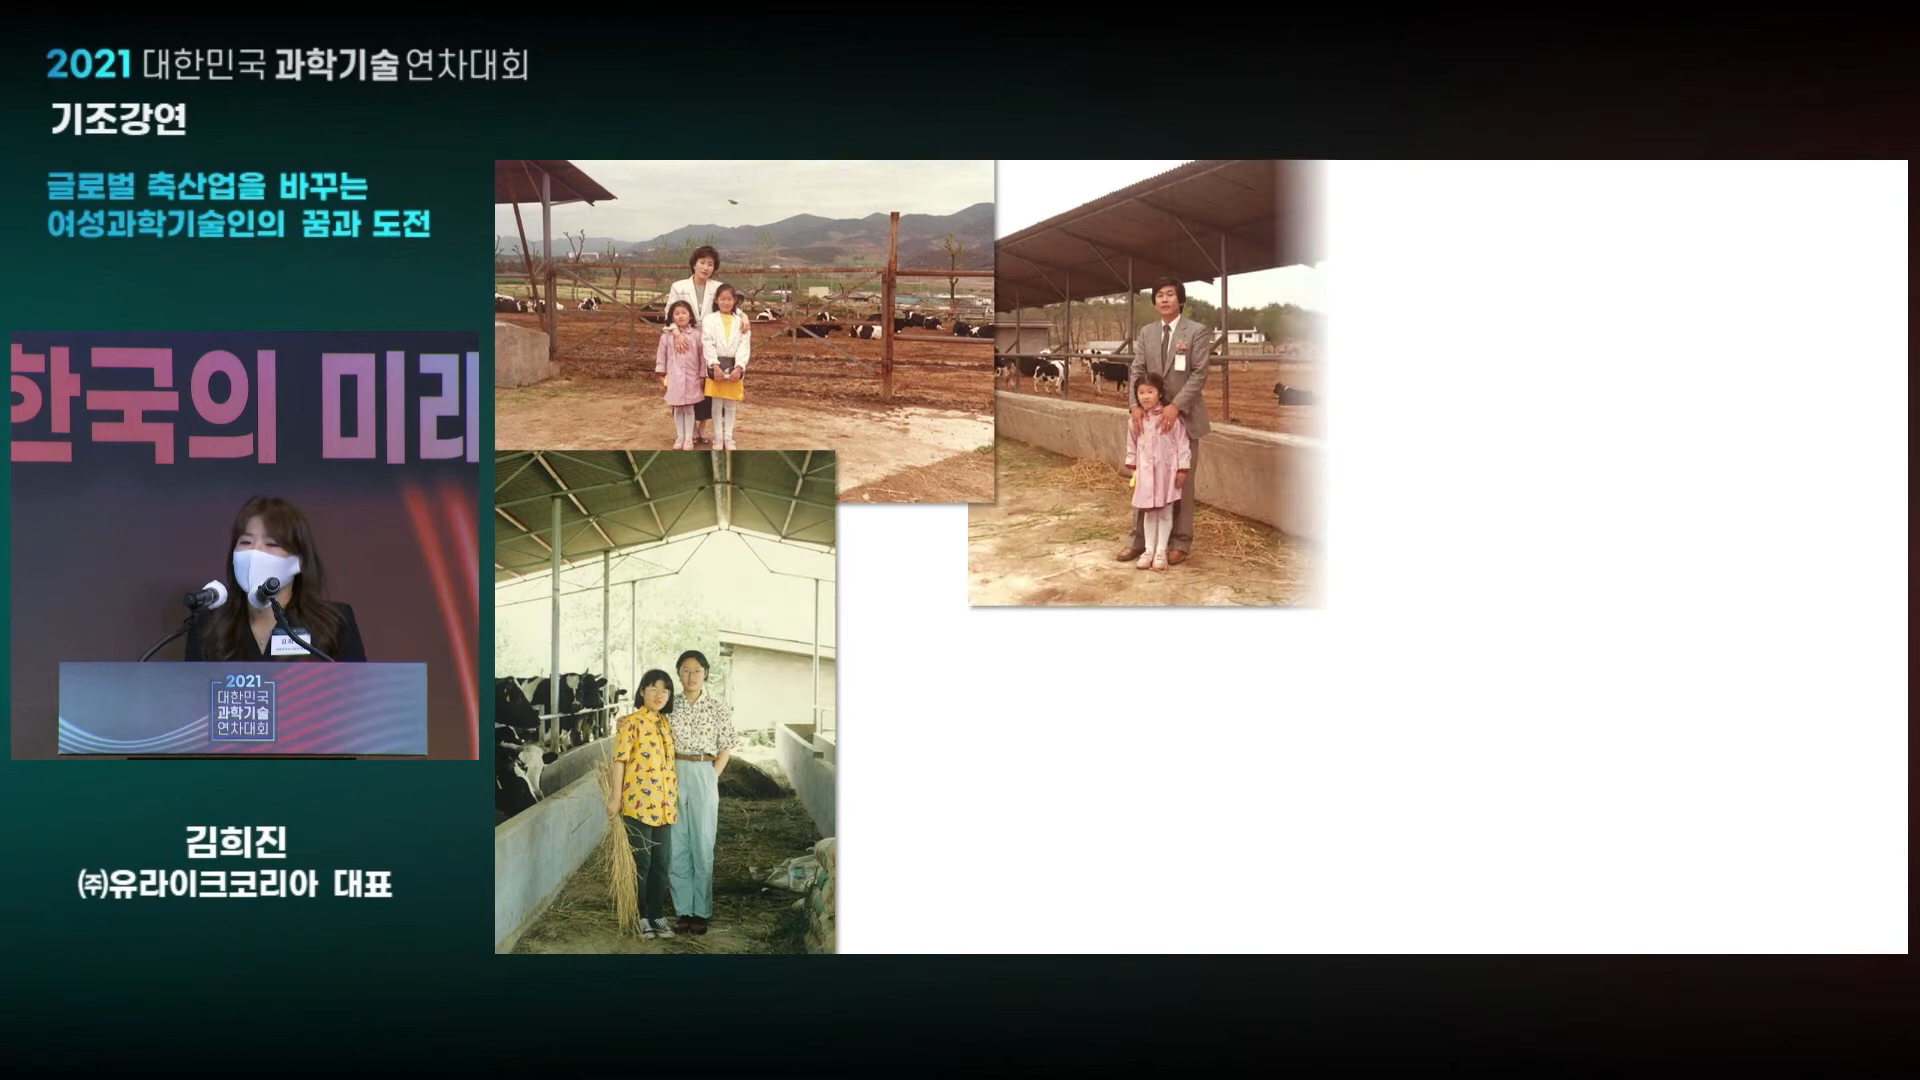 2021 대한민국 과학기술 연차대회
기조강연
글로벌 축산업을 바꾸는
여성과학기술인의 꿈과 도전
한국의 미래
2021
대한민국
과학기술
연차대회
김희진
㈜유라이크코리아 대표